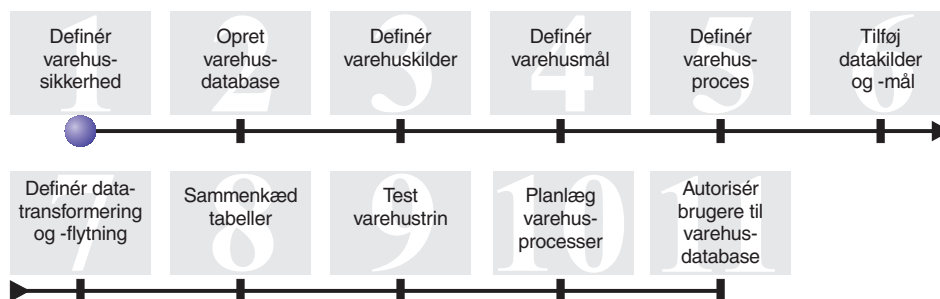 1
Definér
varehus-
sikkerhed
2
Opret
varehus-
database
3
Definér
varehuskilder
4
Definér
varehusmål
5
Definér
varehus-
proces
6
Tilføj
datakilder
og -mål
7
Definér data-
transformering
og -flytning
8
Sammenkæd
tabeller
9
Test
varehustrin
10
Planlæg
varehus-
processer
11
Autorisér
brugere til
varehus-
database